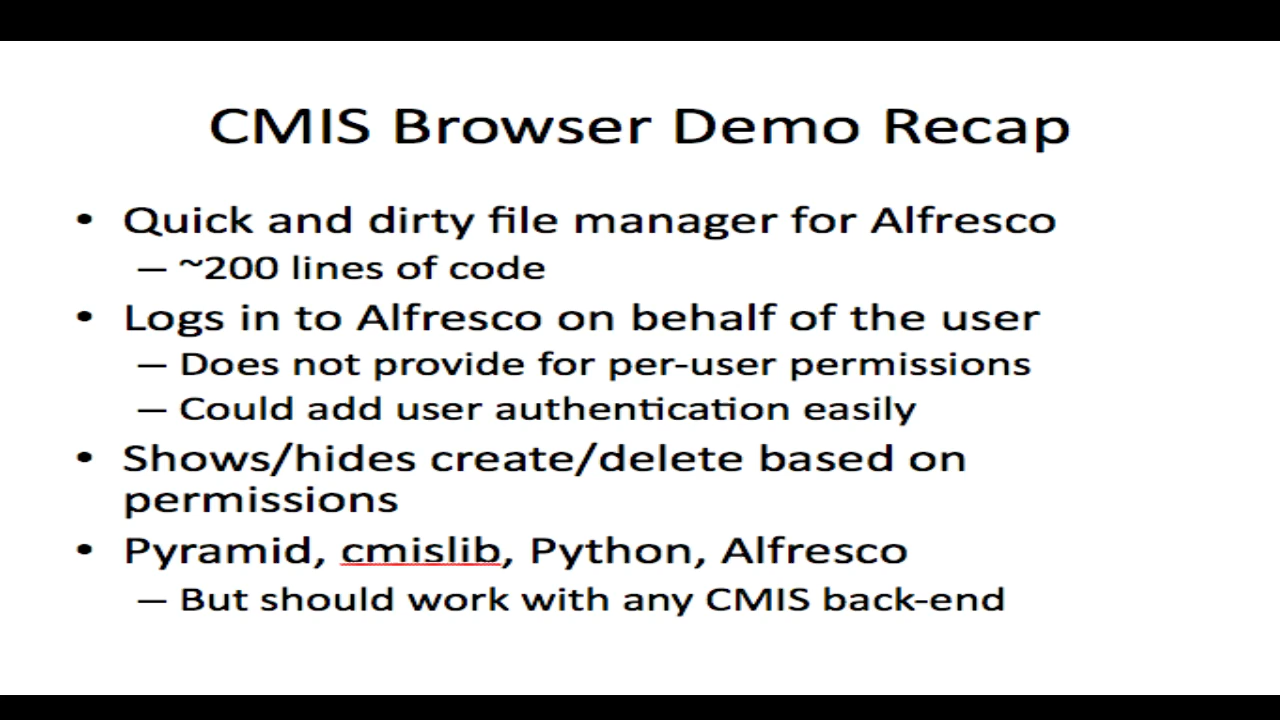 CMIS Browser Demo Recap
• Quick and dirty file manager for Alfresco
– ~200 lines of code
• Logs in to Alfresco on behalf of the user
– Does not provide for per-user permissions
– Could add user authentication easily
• Shows/hides create/delete based on
permissions
• Pyramid, cmislib, Python, Alfresco
– But should work with any CMIS back-end